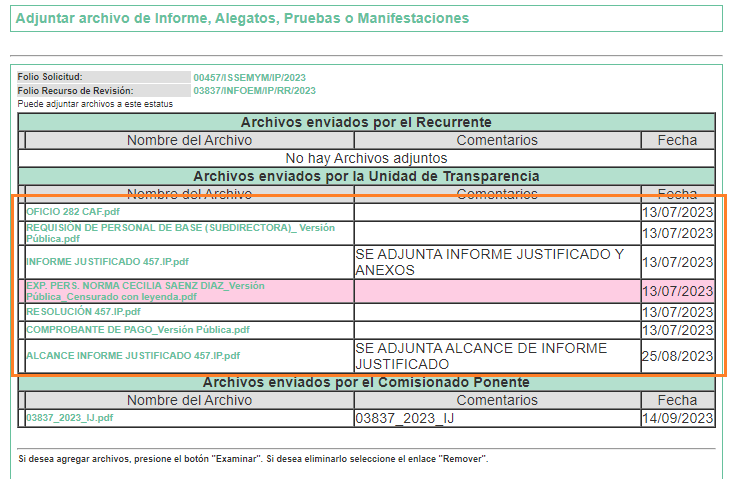 Adjuntar archivo de Informe, Alegatos, Pruebas o Manifestaciones
Folio Solicitud: 00457/ISSEMYM/IP/2023
Folio Recurso de Revisión: 03837/INFOEM/IP/RR/2023
Puede adjuntar archivos a este estatus
Archivos enviados por el Recurrente
Nombre del Archivo Comentarios Fecha
No hay Archivos adjuntos
Archivos enviados por la Unidad de Transparencia
Nombre del Archivo Comentarios Fecha
OFICIO 282 CAF.pdf 13/07/2023
REQUISIÓN DE PERSONAL DE BASE (SUBDIRECTORA)_ Versión
Pública.pdf 13/07/2023
INFORME JUSTIFICADO 457.IP.pdf SE ADJUNTA INFORME JUSTIFICADO Y
ANEXOS 13/07/2023
EXP. PERS. NORMA CECILIA SAENZ DIAZ_Versión
Pública_Censurado con leyenda.pdf 13/07/2023
RESOLUCIÓN 457.IP.pdf 13/07/2023
COMPROBANTE DE PAGO_Versión Pública.pdf 13/07/2023
ALCANCE INFORME JUSTIFICADO 457.IP.pdf SE ADJUNTA ALCANCE DE INFORME
JUSTIFICADO 25/08/2023
Archivos enviados por el Comisionado Ponente
Nombre del Archivo Comentarios Fecha
03837_2023_IJ.pdf 03837_2023_IJ 14/09/2023
Si desea agregar archivos, presione el botón "Examinar". Si desea eliminarlo seleccione el enlace "Remover".